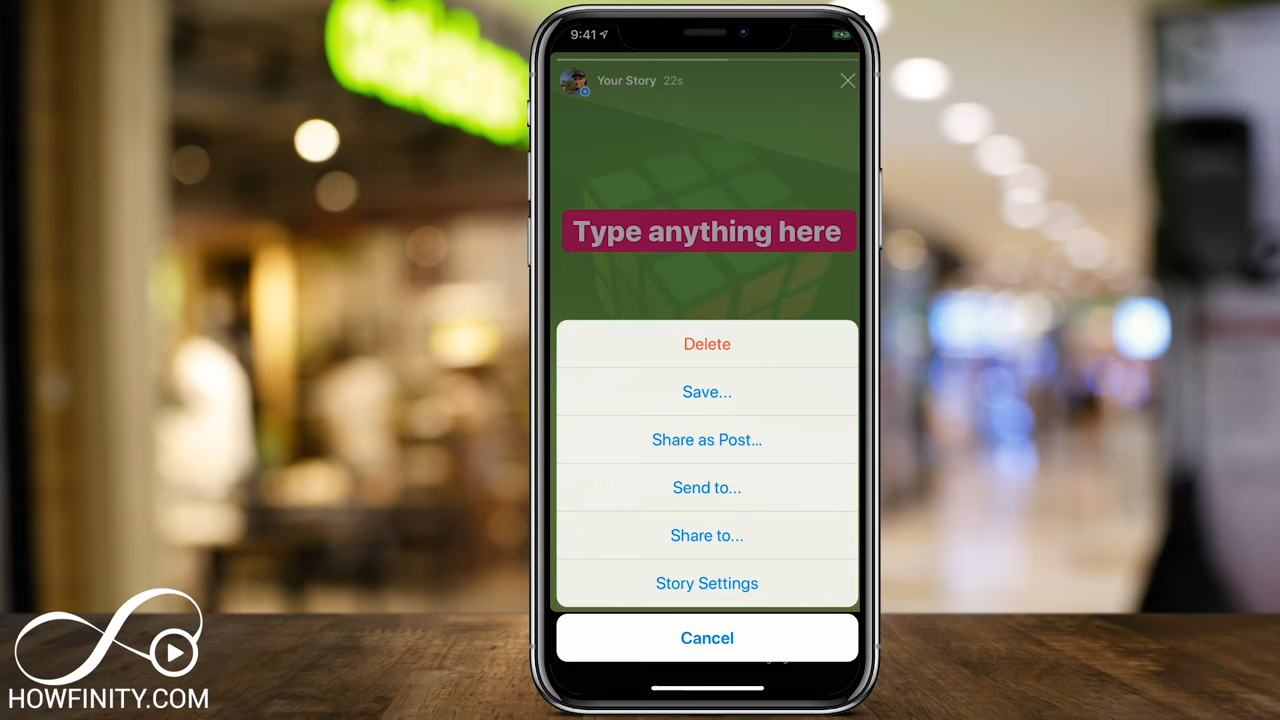 9:41
Your Story 22s
Type anything here
Delete
Save...
Share as Post...
Send to...
Share to...
Story Settings
Cancel
HOWFINITY.COM